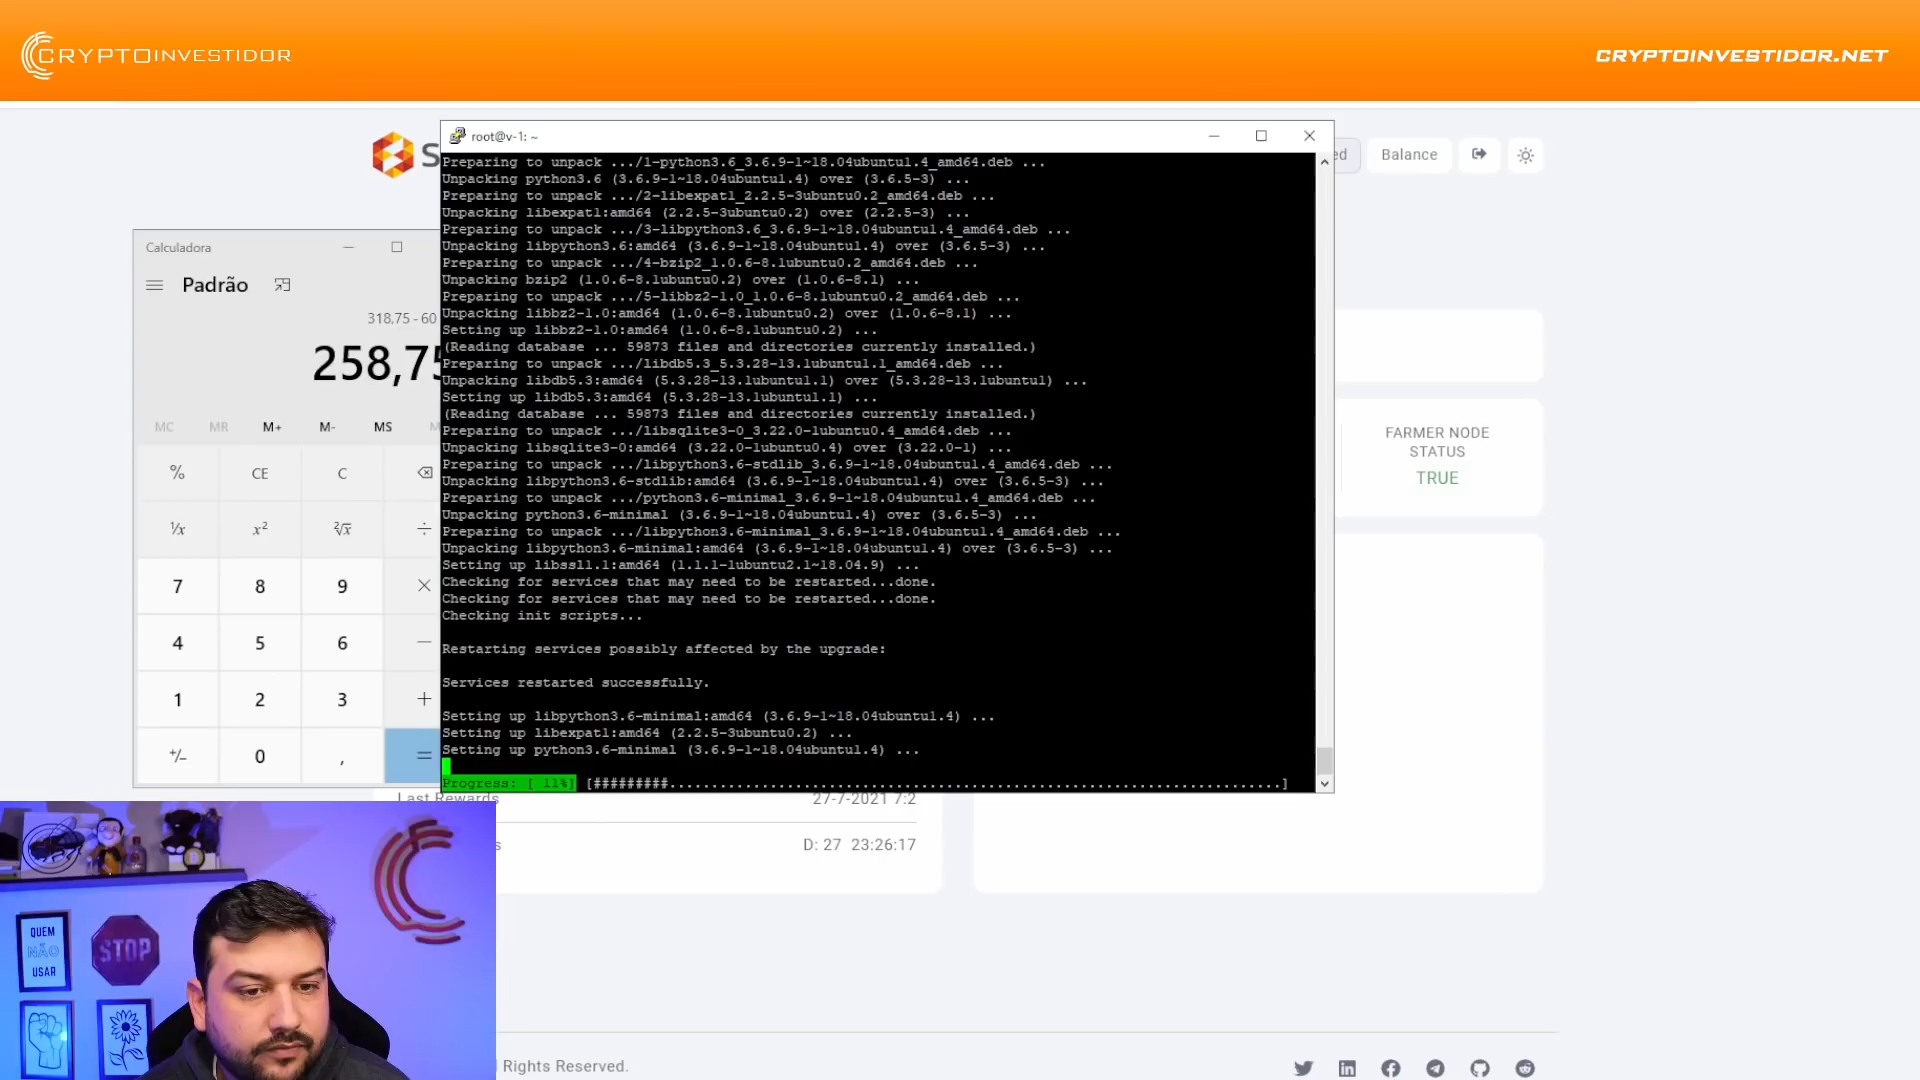 CRYPTOINVESTIDOR
CRYPTOINVESTIDOR.NET
root@v-1: ~
Balance
Calculadora
Padrão
318,75 - 60
258,75
MC MR M+ M- MS
% CE C
¹/x x² ²√x ÷
7 8 9 ×
4 5 6 −
1 2 3 +
+/- 0 , =
Preparing to unpack .../1-python3.6_3.6.9-1~18.04ubuntu1.4_amd64.deb ...
Unpacking python3.6 (3.6.9-1~18.04ubuntu1.4) over (3.6.5-3) ...
Preparing to unpack .../2-libexpat1_2.2.5-3ubuntu0.2_amd64.deb ...
Unpacking libexpat1:amd64 (2.2.5-3ubuntu0.2) over (2.2.5-3) ...
Preparing to unpack .../3-libpython3.6_3.6.9-1~18.04ubuntu1.4_amd64.deb ...
Unpacking libpython3.6:amd64 (3.6.9-1~18.04ubuntu1.4) over (3.6.5-3) ...
Preparing to unpack .../4-bzip2_1.0.6-8.1ubuntu0.2_amd64.deb ...
Unpacking bzip2 (1.0.6-8.1ubuntu0.2) over (1.0.6-8.1) ...
Preparing to unpack .../5-libbz2-1.0_1.0.6-8.1ubuntu0.2_amd64.deb ...
Unpacking libbz2-1.0:amd64 (1.0.6-8.1ubuntu0.2) over (1.0.6-8.1) ...
Setting up libbz2-1.0:amd64 (1.0.6-8.1ubuntu0.2) ...
(Reading database ... 59873 files and directories currently installed.)
Preparing to unpack .../libdb5.3_5.3.28-13.1ubuntu1.1_amd64.deb ...
Unpacking libdb5.3:amd64 (5.3.28-13.1ubuntu1.1) over (5.3.28-13.1ubuntu1) ...
Setting up libdb5.3:amd64 (5.3.28-13.1ubuntu1.1) ...
(Reading database ... 59873 files and directories currently installed.)
Preparing to unpack .../libsqlite3-0_3.22.0-1ubuntu0.4_amd64.deb ...
Unpacking libsqlite3-0:amd64 (3.22.0-1ubuntu0.4) over (3.22.0-1) ...
Preparing to unpack .../libpython3.6-stdlib_3.6.9-1~18.04ubuntu1.4_amd64.deb ...
Unpacking libpython3.6-stdlib:amd64 (3.6.9-1~18.04ubuntu1.4) over (3.6.5-3) ...
Preparing to unpack .../python3.6-minimal_3.6.9-1~18.04ubuntu1.4_amd64.deb ...
Unpacking python3.6-minimal (3.6.9-1~18.04ubuntu1.4) over (3.6.5-3) ...
Preparing to unpack .../libpython3.6-minimal_3.6.9-1~18.04ubuntu1.4_amd64.deb ...
Unpacking libpython3.6-minimal:amd64 (3.6.9-1~18.04ubuntu1.4) over (3.6.5-3) ...
Setting up libssl1.1:amd64 (1.1.1-1ubuntu2.1~18.04.9) ...
Checking for services that may need to be restarted...done.
Checking for services that may need to be restarted...done.
Checking init scripts...
Restarting services possibly affected by the upgrade:
Services restarted successfully.
Setting up libpython3.6-minimal:amd64 (3.6.9-1~18.04ubuntu1.4) ...
Setting up libexpat1:amd64 (2.2.5-3ubuntu0.2) ...
Setting up python3.6-minimal (3.6.9-1~18.04ubuntu1.4) ...
Progress: [ 11%]
FARMER NODE
STATUS
TRUE
Last Rewards 27-7-2021 7:2
D: 27 23:26:17
QUEM
NÃO
USAR
STOP
Rights Reserved.